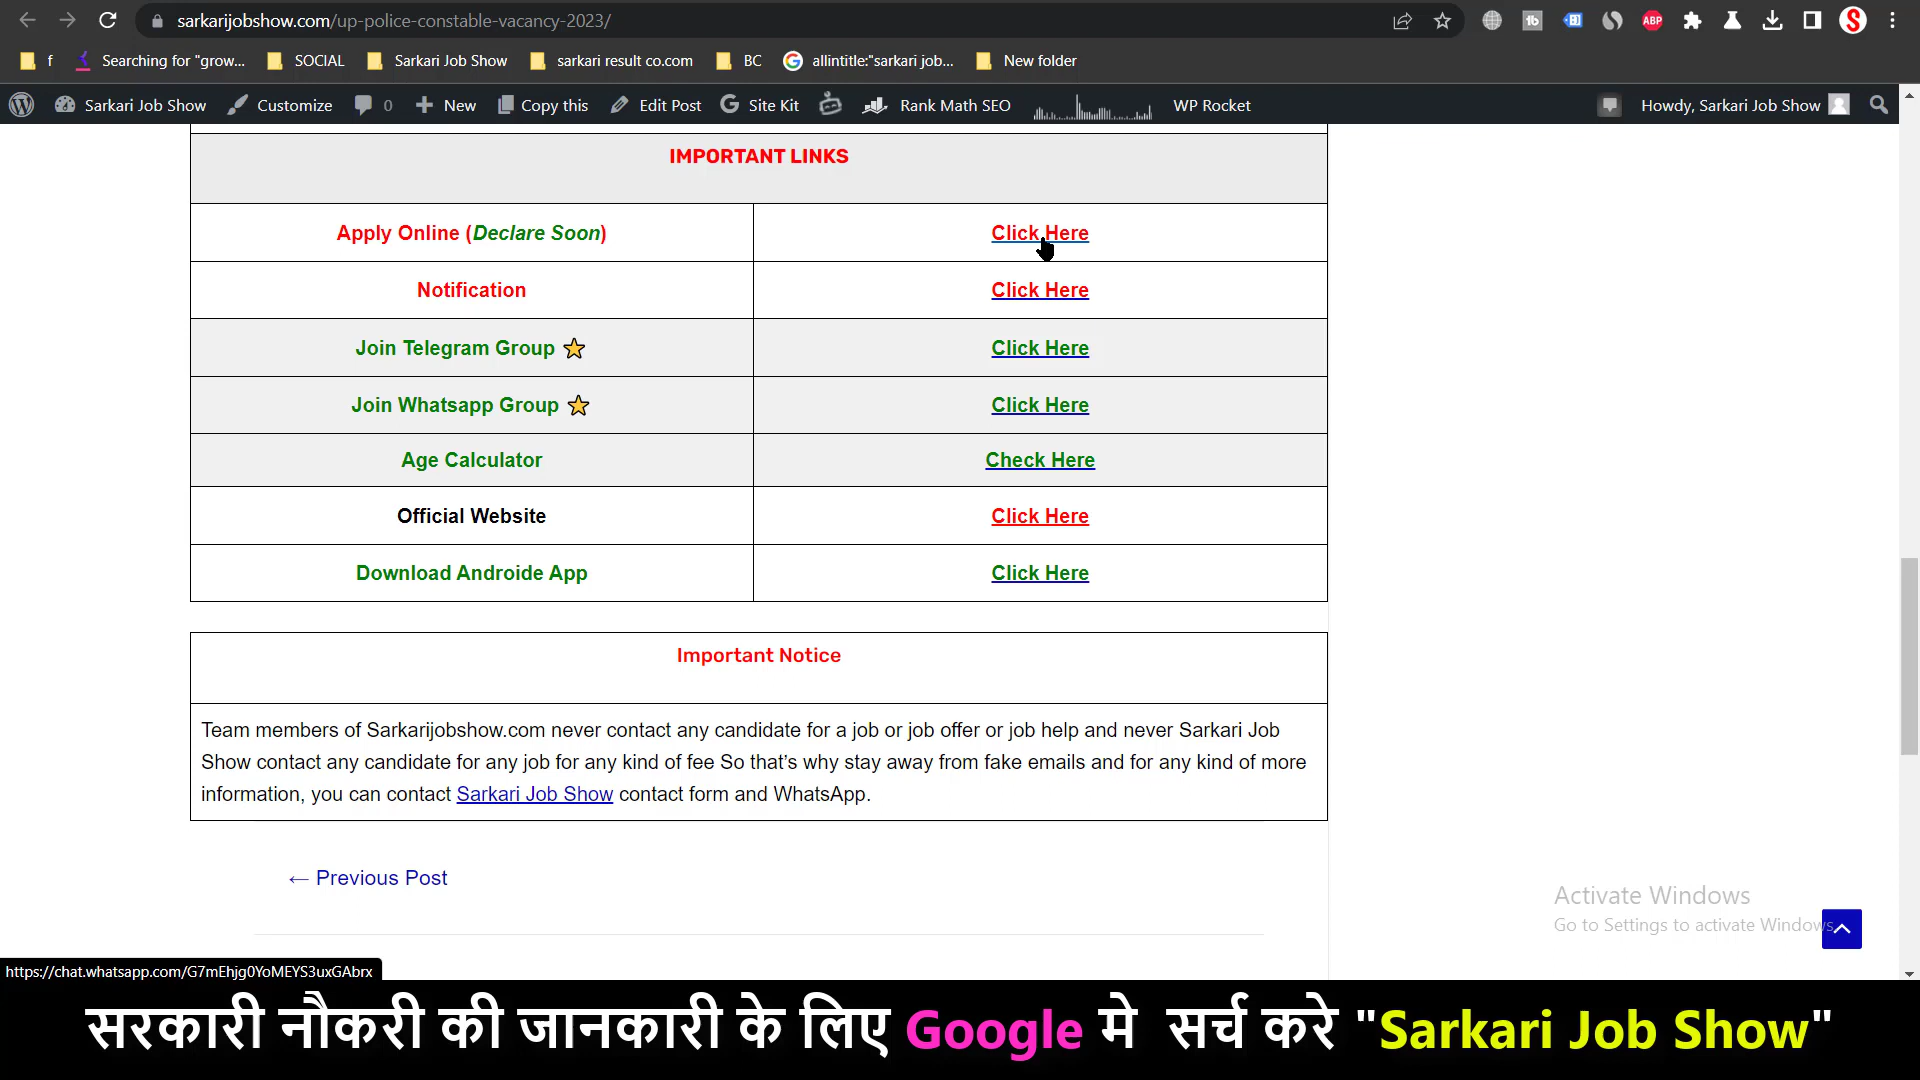 sarkarijobshow.com/up-police-constable-vacancy-2023/
f Searching for "grow... SOCIAL Sarkari Job Show sarkari result co.com BC allintitle:"sarkari job... New folder
Sarkari Job Show Customize 0 New Copy this Edit Post Site Kit Rank Math SEO WP Rocket Howdy, Sarkari Job Show
IMPORTANT LINKS
Apply Online (Declare Soon) Click Here
Notification Click Here
Join Telegram Group Click Here
Join Whatsapp Group Click Here
Age Calculator Check Here
Official Website Click Here
Download Androide App Click Here
Important Notice
Team members of Sarkarijobshow.com never contact any candidate for a job or job offer or job help and never Sarkari Job
Show contact any candidate for any job for any kind of fee So that's why stay away from fake emails and for any kind of more
information, you can contact Sarkari Job Show contact form and WhatsApp.
← Previous Post
Activate Windows
Go to Settings to activate Windows.
https://chat.whatsapp.com/G7mEhjg0YoMEYS3uxGAbrx
सरकारी नौकरी की जानकारी के लिए Google मे सर्च करे "Sarkari Job Show"